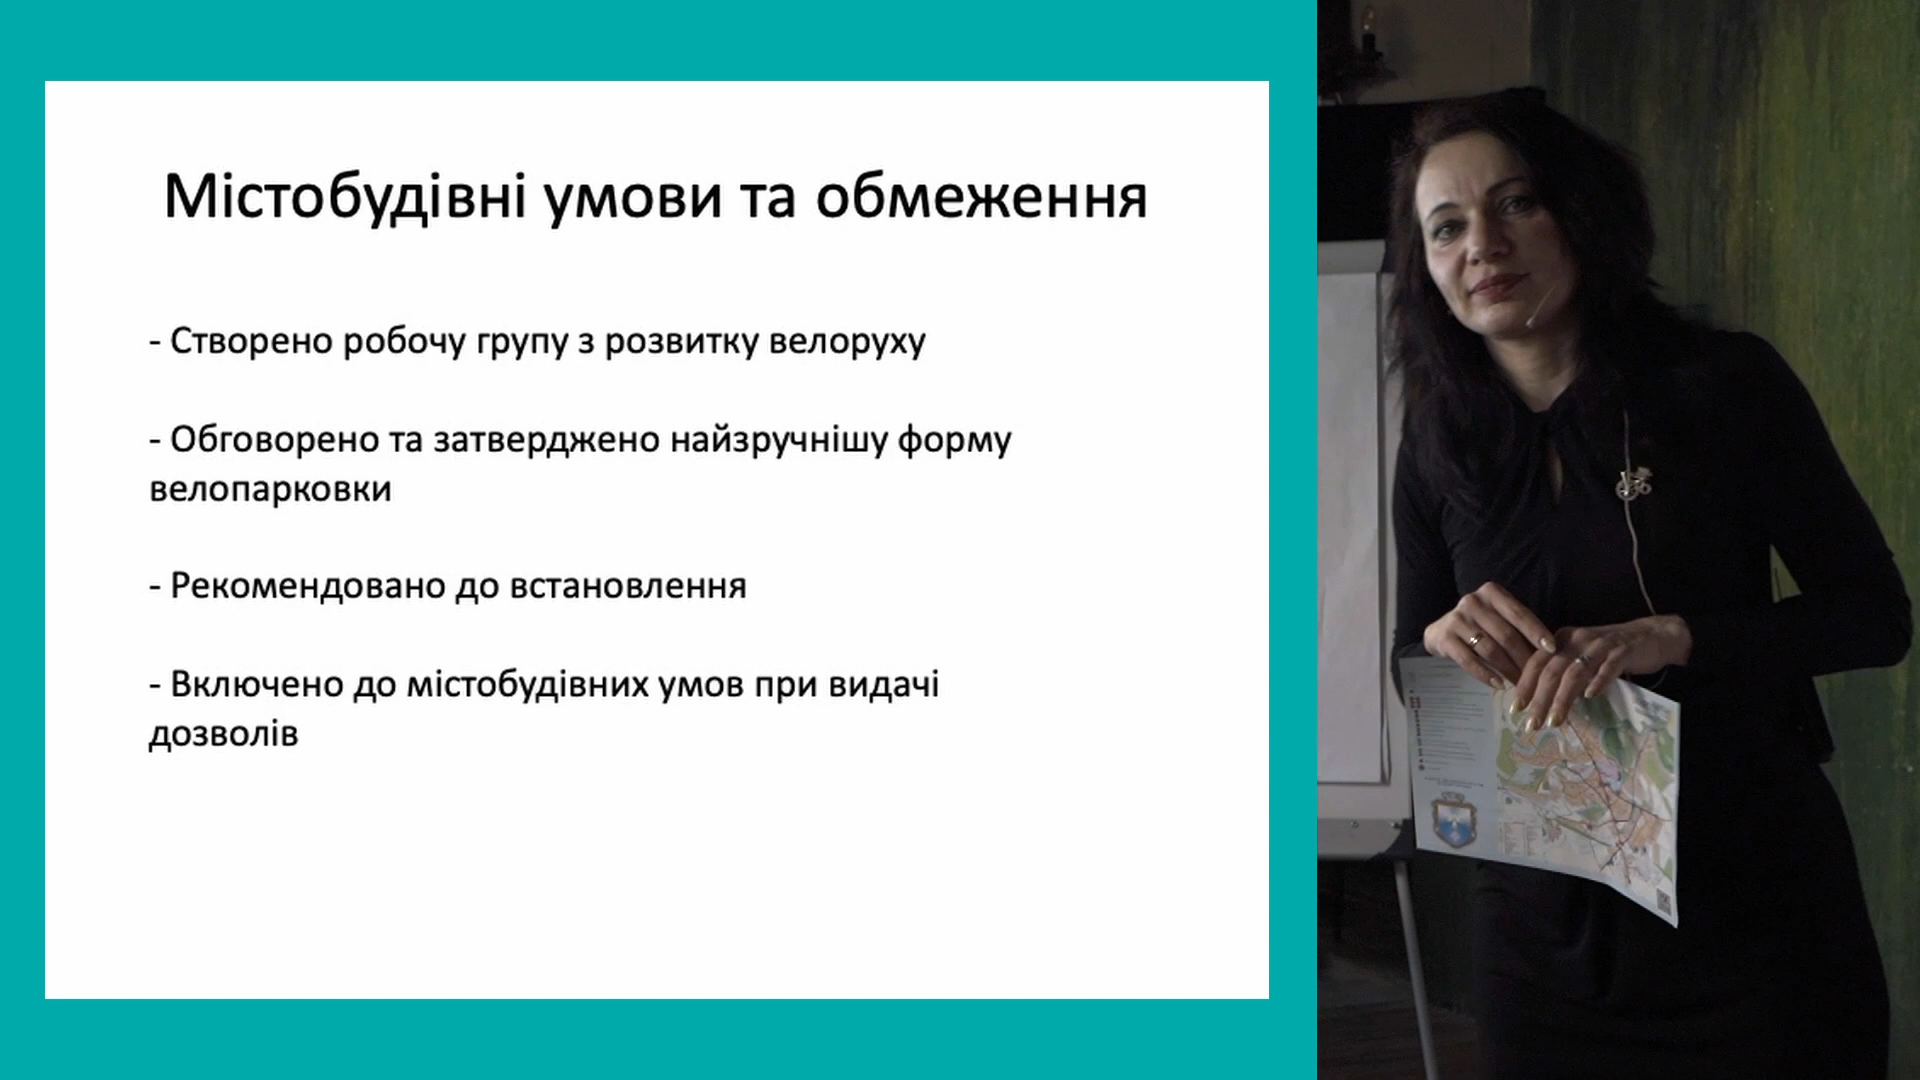 Містобудівні умови та обмеження
- Створено робочу групу з розвитку велоруху
- Обговорено та затверджено найзручнішу форму
велопарковки
- Рекомендовано до встановлення
- Включено до містобудівних умов при видачі
дозволів